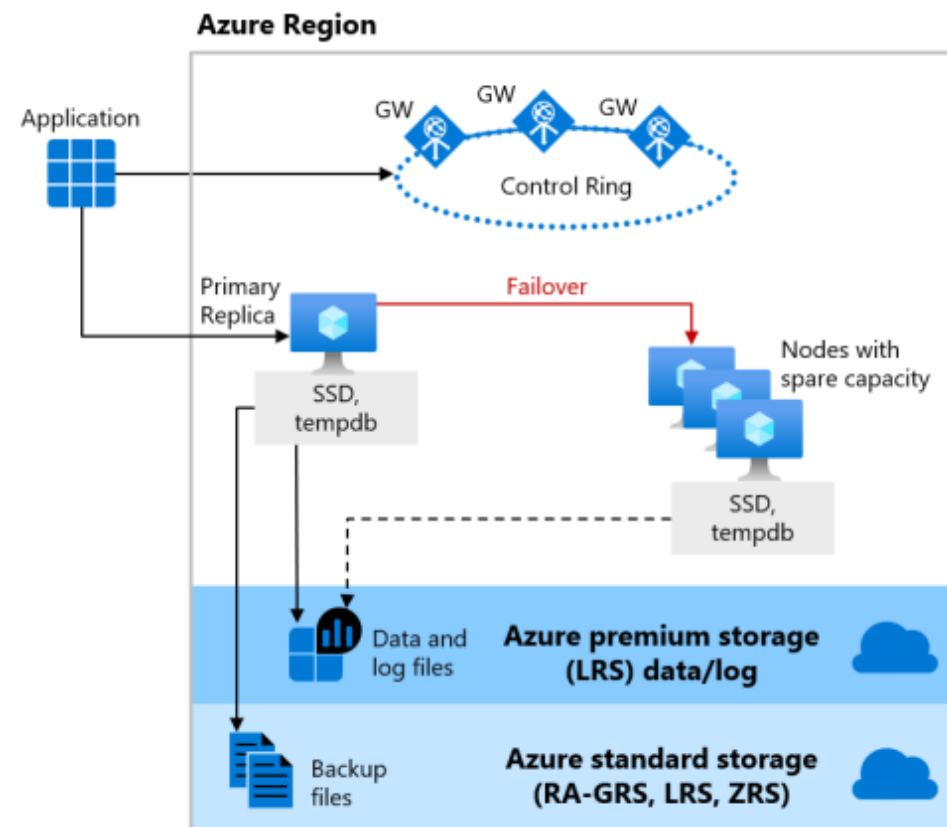 Azure Region
Application
GW
GW
GW
Control Ring
Primary
Replica
Failover
Nodes with
spare capacity
SSD,
tempdb
SSD,
tempdb
Data and
log files
Azure premium storage
(LRS) data/log
Backup
files
Azure standard storage
(RA-GRS, LRS, ZRS)